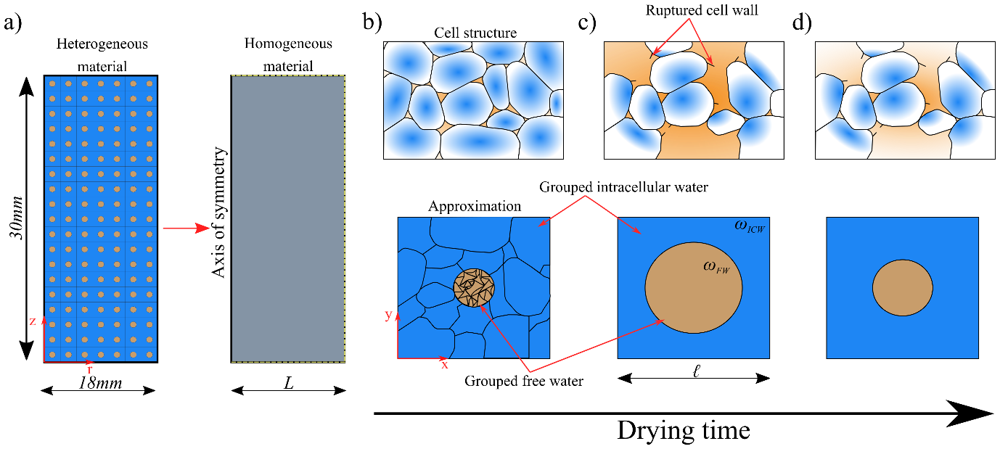 a)
Heterogeneous
material
30mm
z
r
18mm
Homogeneous
material
Axis of symmetry
L
b)
Cell structure
c)
Ruptured cell wall
d)
Grouped intracellular water
Approximation
y
x
ω_ICW
ω_FW
Grouped free water
ℓ
Drying time